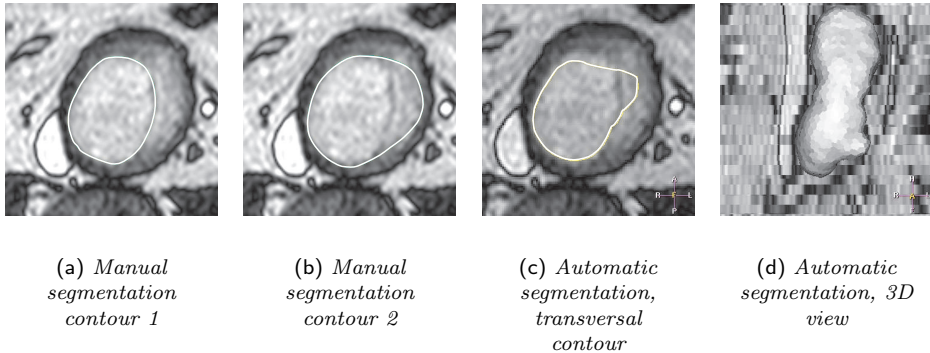 A
R F L
P
H
R A L
F
(a) Manual
segmentation
contour 1
(b) Manual
segmentation
contour 2
(c) Automatic
segmentation,
transversal
contour
(d) Automatic
segmentation, 3D
view